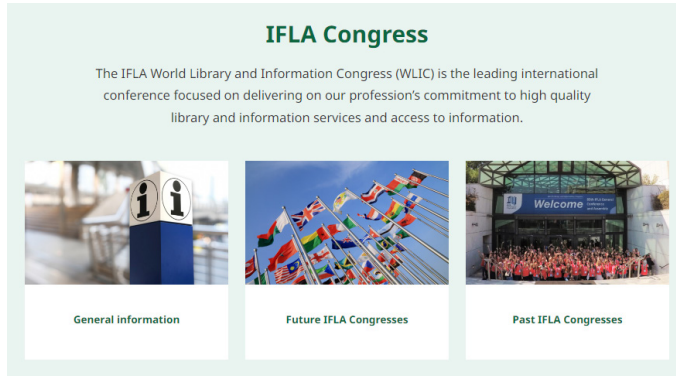 IFLA Congress
The IFLA World Library and Information Congress (WLIC) is the leading international
conference focused on delivering on our profession’s commitment to high quality
library and information services and access to information.
i i
Welcome
General information
Future IFLA Congresses
Past IFLA Congresses